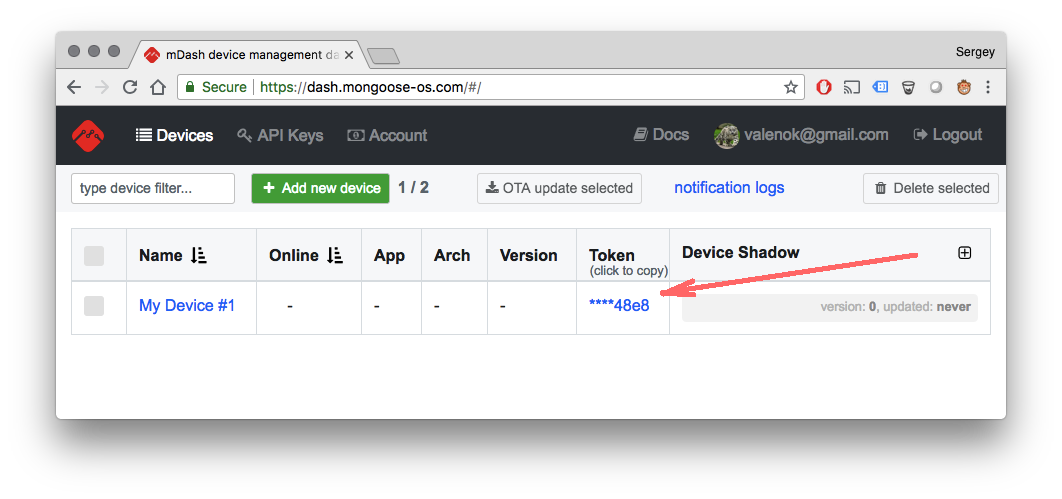 mDash device management da
Sergey
Secure https://dash.mongoose-os.com/#/
Devices API Keys Account Docs valenok@gmail.com Logout
type device filter... + Add new device 1 / 2 OTA update selected notification logs Delete selected
Name Online App Arch Version Token Device Shadow
(click to copy)
My Device #1 - - - - ****48e8 version: 0, updated: never